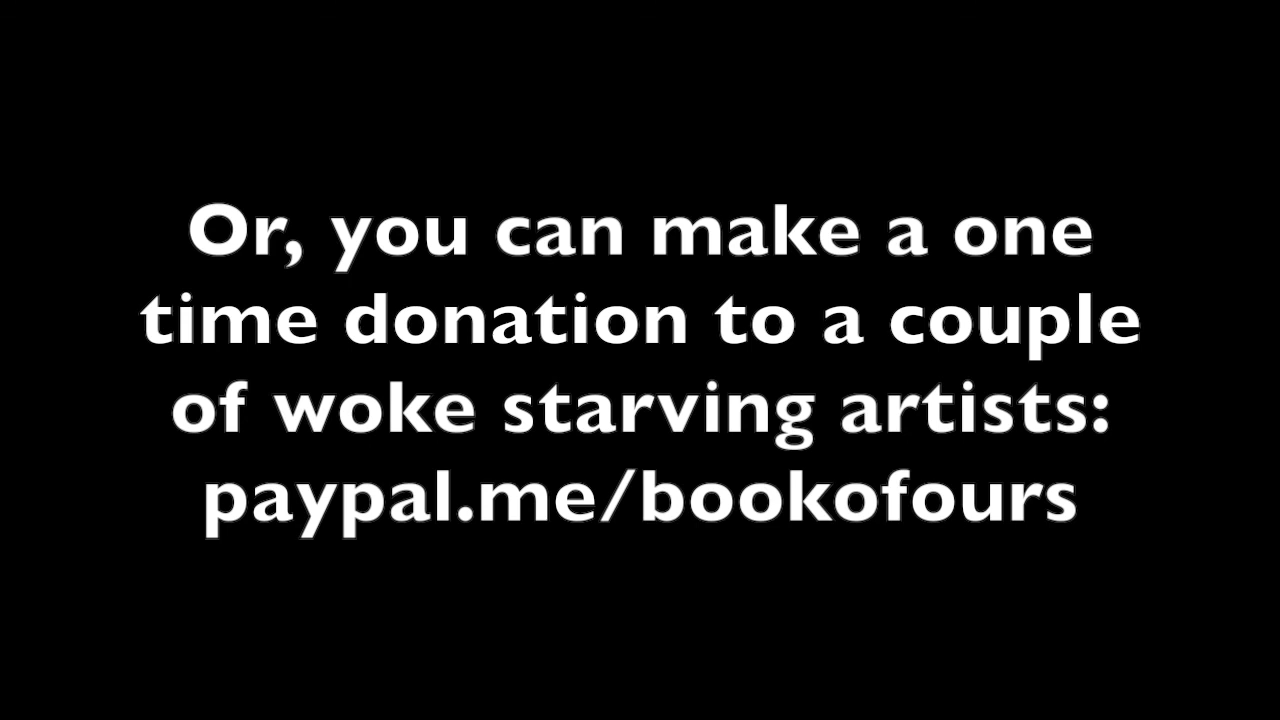 Or, you can make a one
time donation to a couple
of woke starving artists:
paypal.me/bookofours